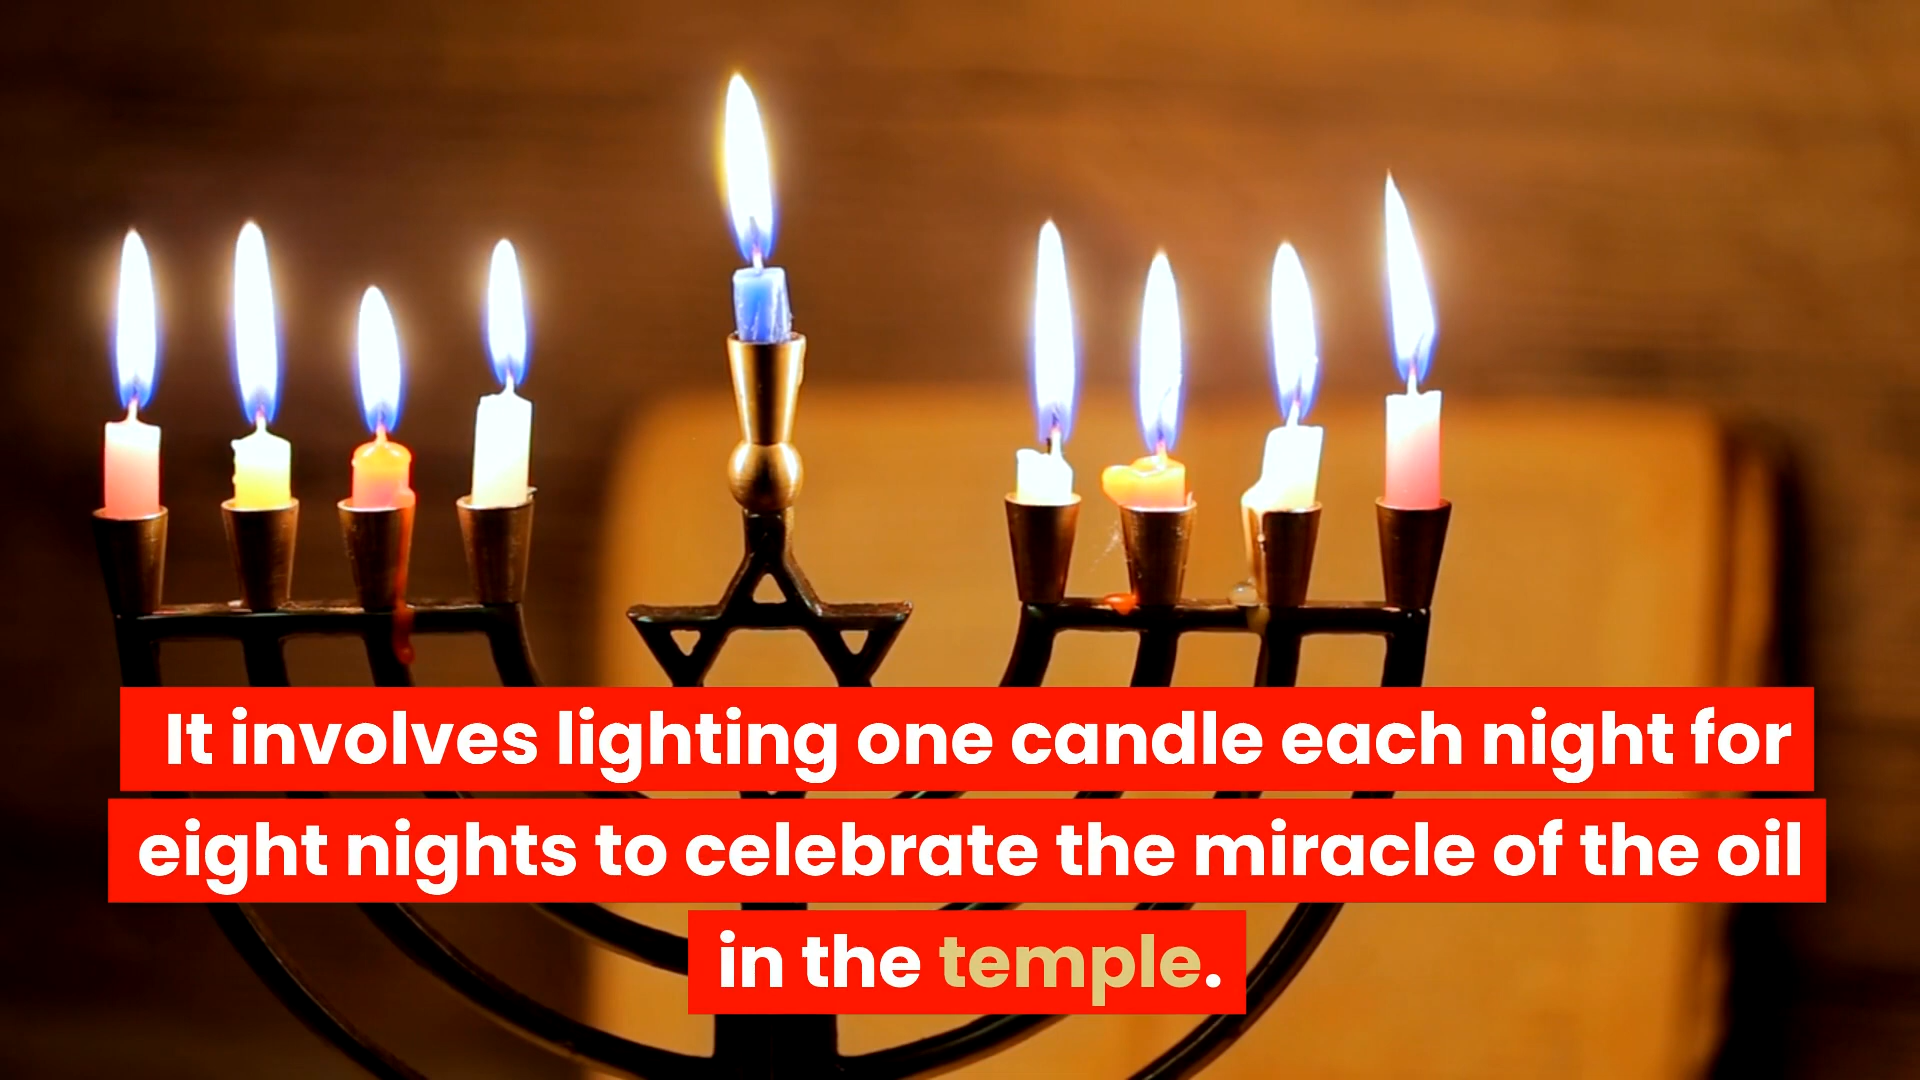 It involves lighting one candle each night for
eight nights to celebrate the miracle of the oil
in the temple.